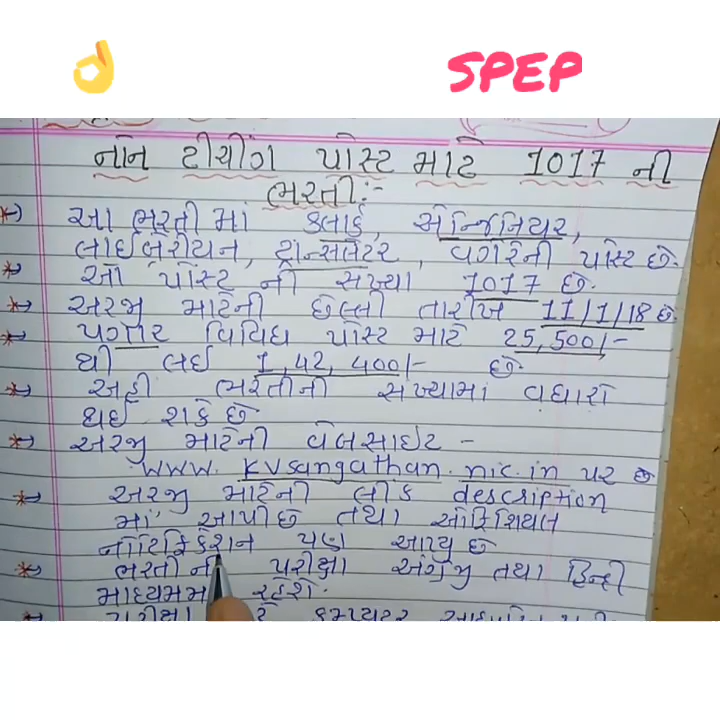 SPEP
નોન ટીચીંગ પોસ્ટ માટે 1017 ની
ભરતી:-
આ ભરતી માં ક્લાર્ક, એન્જિનિયર,
લાઈબ્રેરીયન, ટ્રાન્સલેટર, વગેરેની પોસ્ટ છે.
આ પોસ્ટ ની સંખ્યા 1017 છે.
અરજી માટેની છેલ્લી તારીખ 11/1/18 છે
પગાર વિવિધ પોસ્ટ માટે 25,500/-
થી લઈ 1,42,400/- છે
અહી ભરતીની સંખ્યામાં વધારો
થઈ શકે છે
અરજી માટેની વેબસાઈટ -
www.kvsangathan.nic.in પર છે
અરજી માટેની લીંક description
માં આપી છે તથા ઓફિશિયલ
નોટિફિકેશન પણ આપ્યુ છે
ભરતી ની પરીક્ષા અંગ્રેજી તથા હિન્દી
માધ્યમમાં રહેશે.